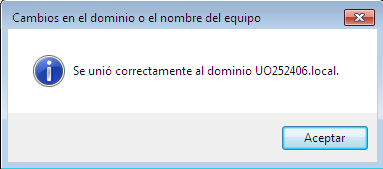 Cambios en el dominio o el nombre del equipo
Se unió correctamente al dominio UO252406.local.
Aceptar